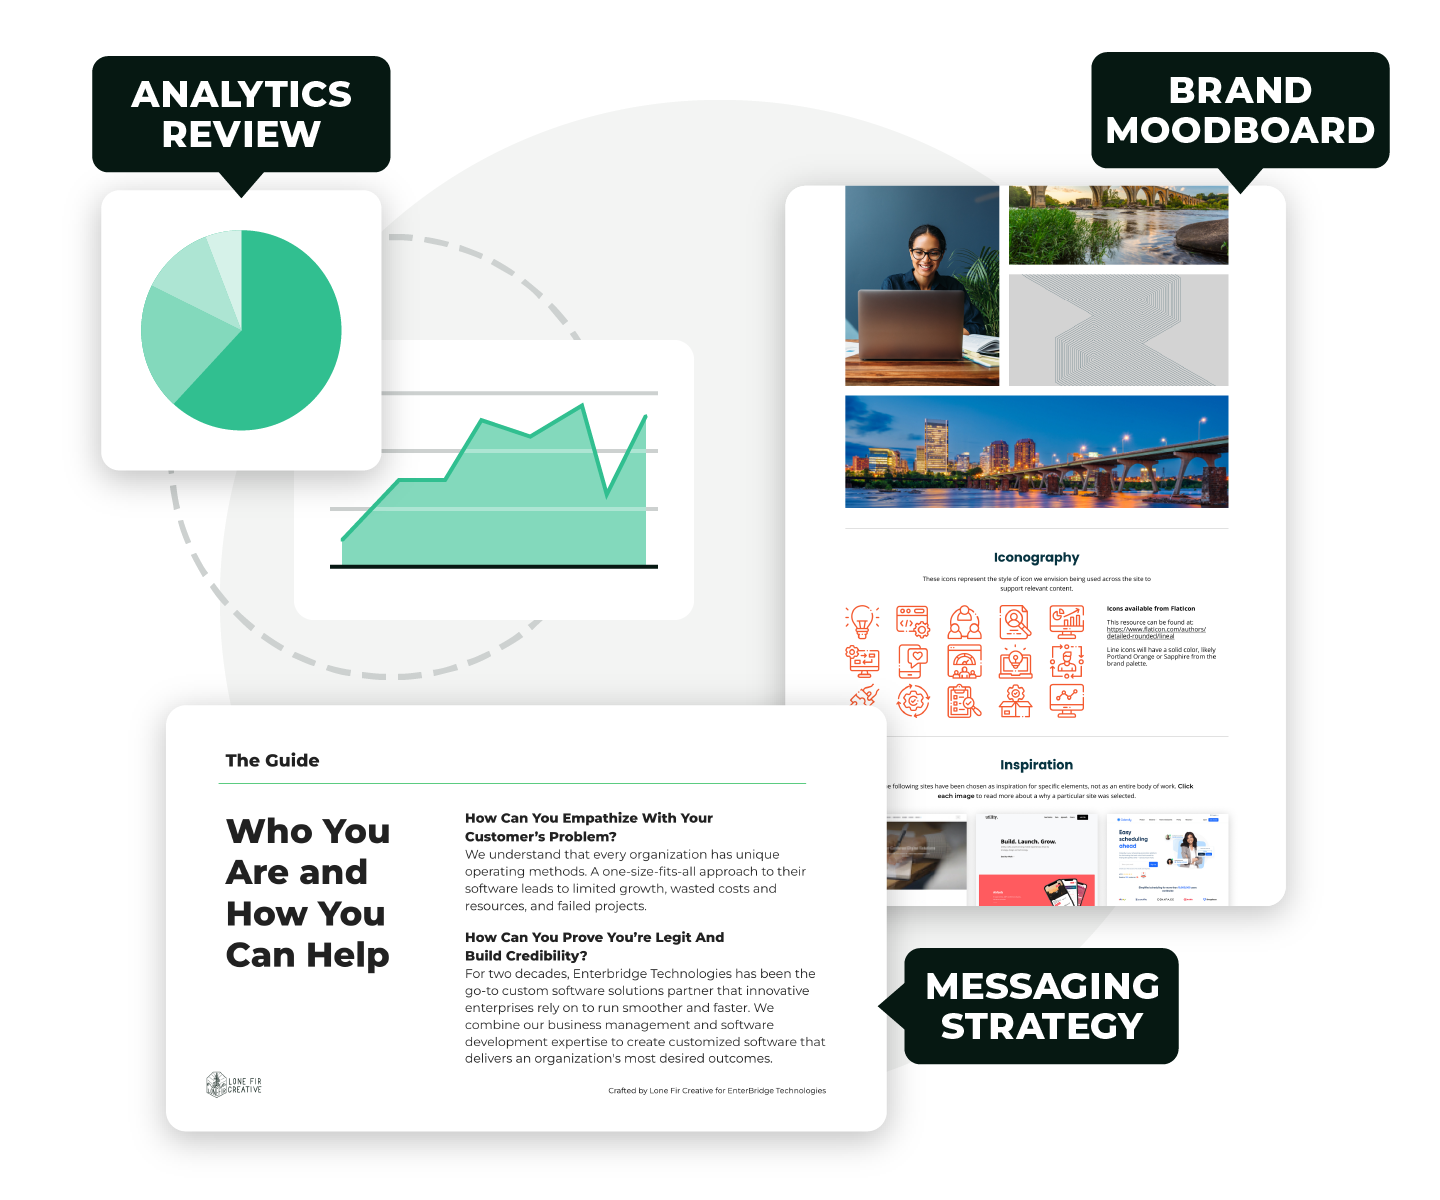 ANALYTICS
REVIEW
BRAND
MOODBOARD
Iconography
These icons represent the style of icon we envision being used across the site to
support relevant content.
Icons available from Flaticon
This resource can be found at:
https://www.flaticon.com/authors/
detailed-rounded/lineal
Line icons will have a solid color, likely
Portland Orange or Sapphire from the
brand palette.
Inspiration
following sites have been chosen as inspiration for specific elements, not as an entire body of work. Click
each image to read more about a why a particular site was selected.
utility.
Build. Launch. Grow.
Easy
scheduling
ahead
The Guide
Who You
Are and
How You
Can Help
How Can You Empathize With Your
Customer's Problem?
We understand that every organization has unique
operating methods. A one-size-fits-all approach to their
software leads to limited growth, wasted costs and
resources, and failed projects.
How Can You Prove You're Legit And
Build Credibility?
For two decades, Enterbridge Technologies has been the
go-to custom software solutions partner that innovative
enterprises rely on to run smoother and faster. We
combine our business management and software
development expertise to create customized software that
delivers an organization's most desired outcomes.
LONE FIR
CREATIVE
Crafted by Lone Fir Creative for EnterBridge Technologies
MESSAGING
STRATEGY